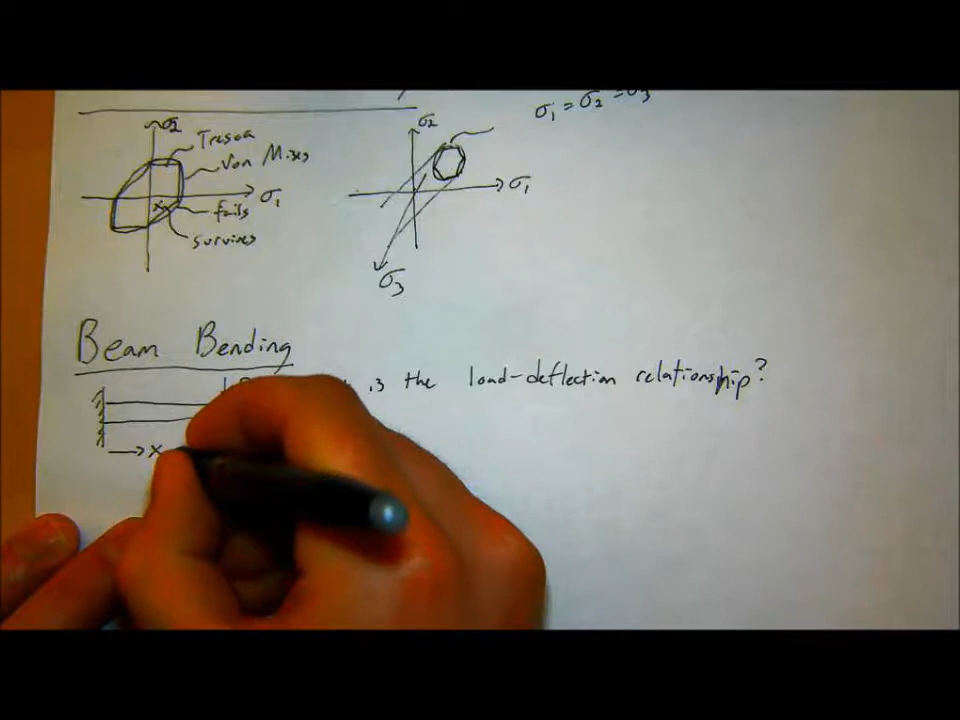 σ₁ = σ₂ = σ₃
σ₂
Tresca
Von Mises
σ₁
fails
survives
σ₂
σ₁
σ₃
Beam Bending
is the load-deflection relationship?
x